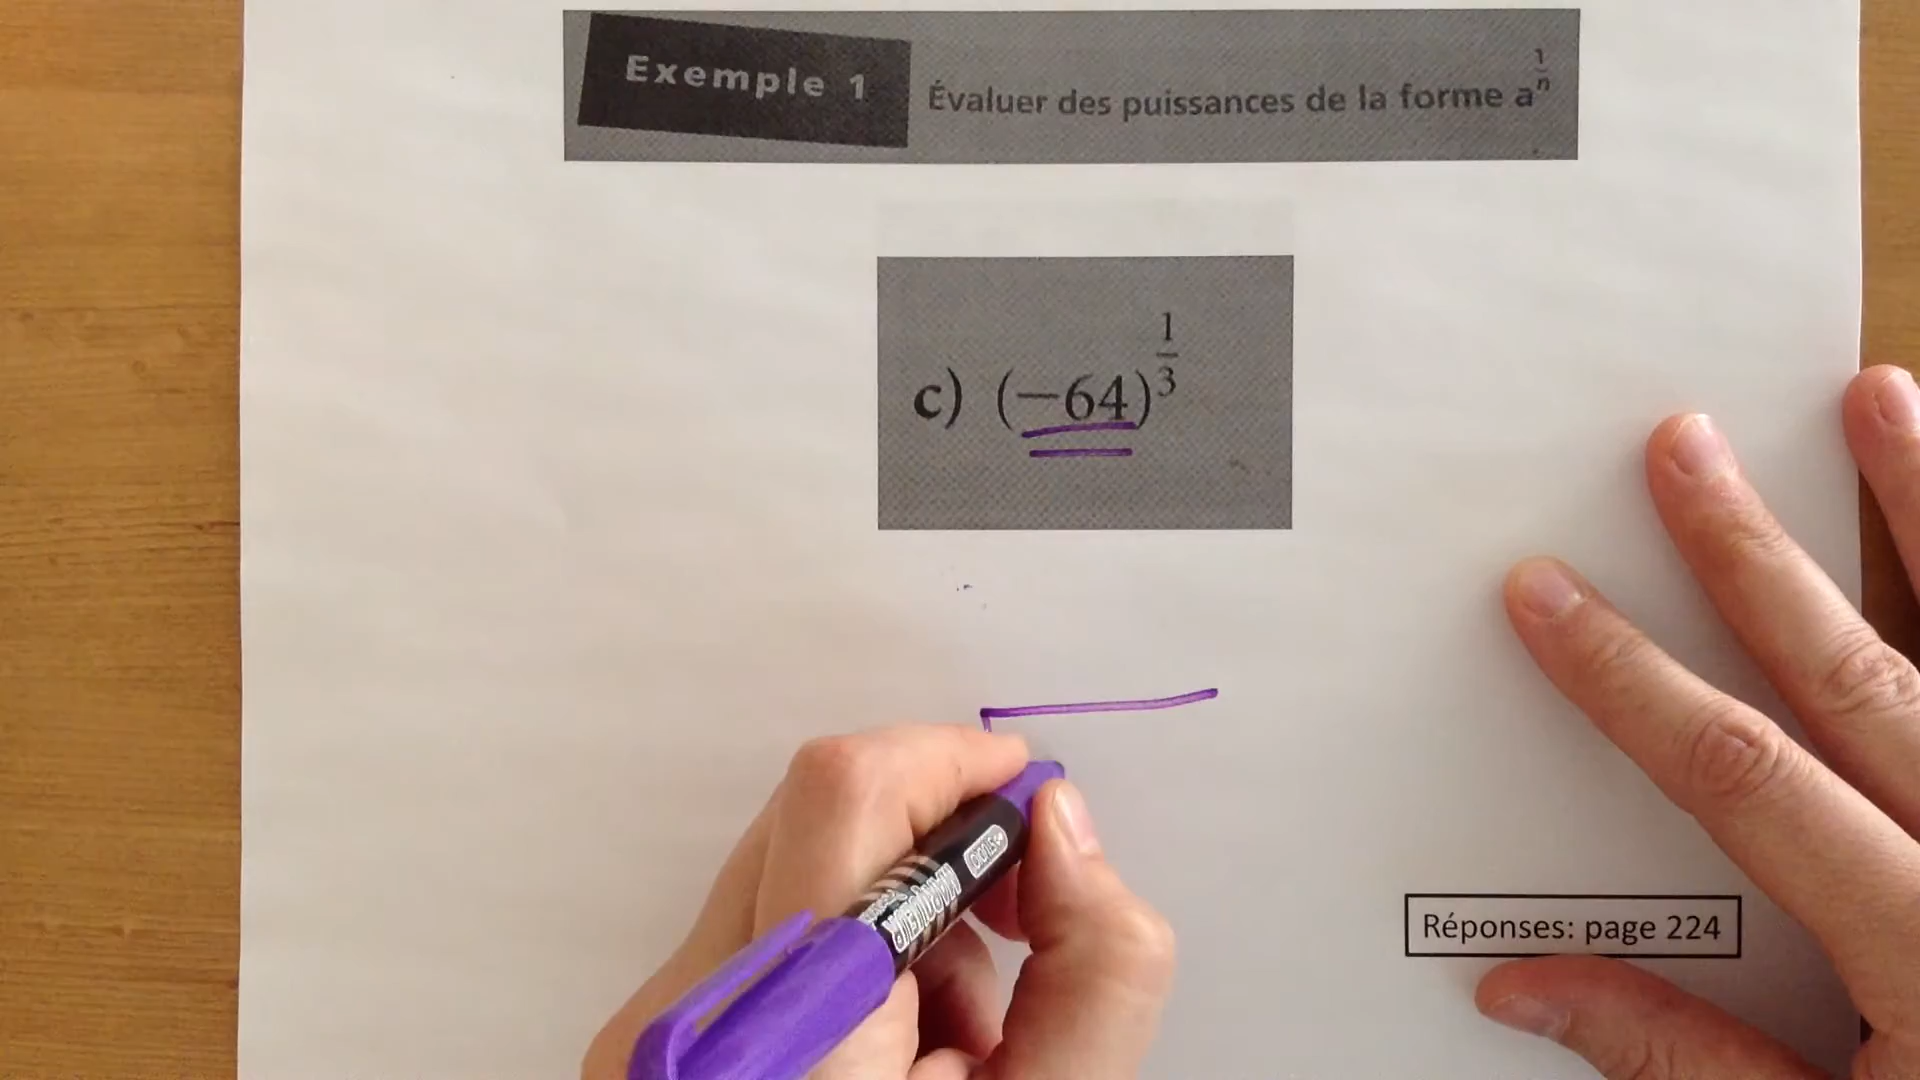 Exemple 1 Évaluer des puissances de la forme a^(1/n)
c) (−64)^(1/3)
Réponses: page 224